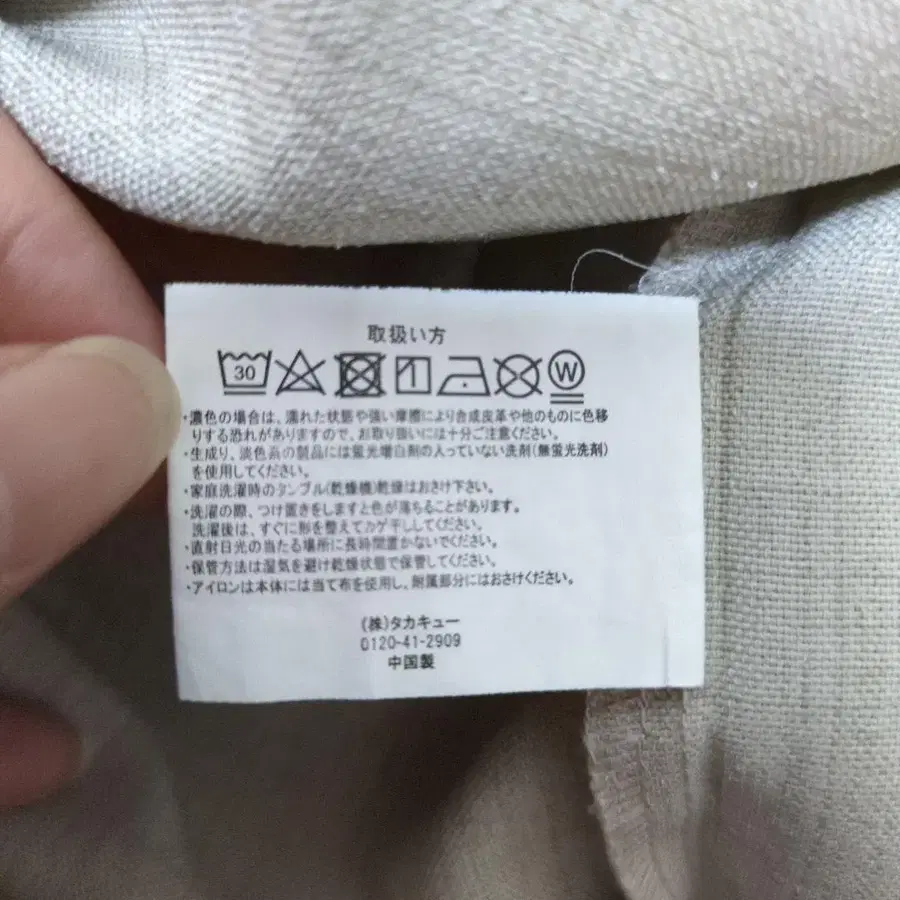 取扱い方
30 W
・濃色の場合は、濡れた状態や強い摩擦により合成皮革や他のものに色移
りする恐れがありますので、お取り扱いには十分ご注意ください。
・生成り、淡色系の製品には蛍光増白剤の入っていない洗剤(無蛍光洗剤)
を使用してください。
・家庭洗濯時のタンブル(乾燥機)乾燥はおさけ下さい。
・洗濯の際、つけ置きをしますと色が落ちることがあります。
洗濯後は、すぐに形を整えてカゲ干ししてください。
・直射日光の当たる場所に長時間置かないでください。
・保管方法は湿気を避け乾燥状態で保管してください。
・アイロンは本体には当て布を使用し、附属部分にはおさけください。
(株)タカキュー
0120-41-2909
中国製